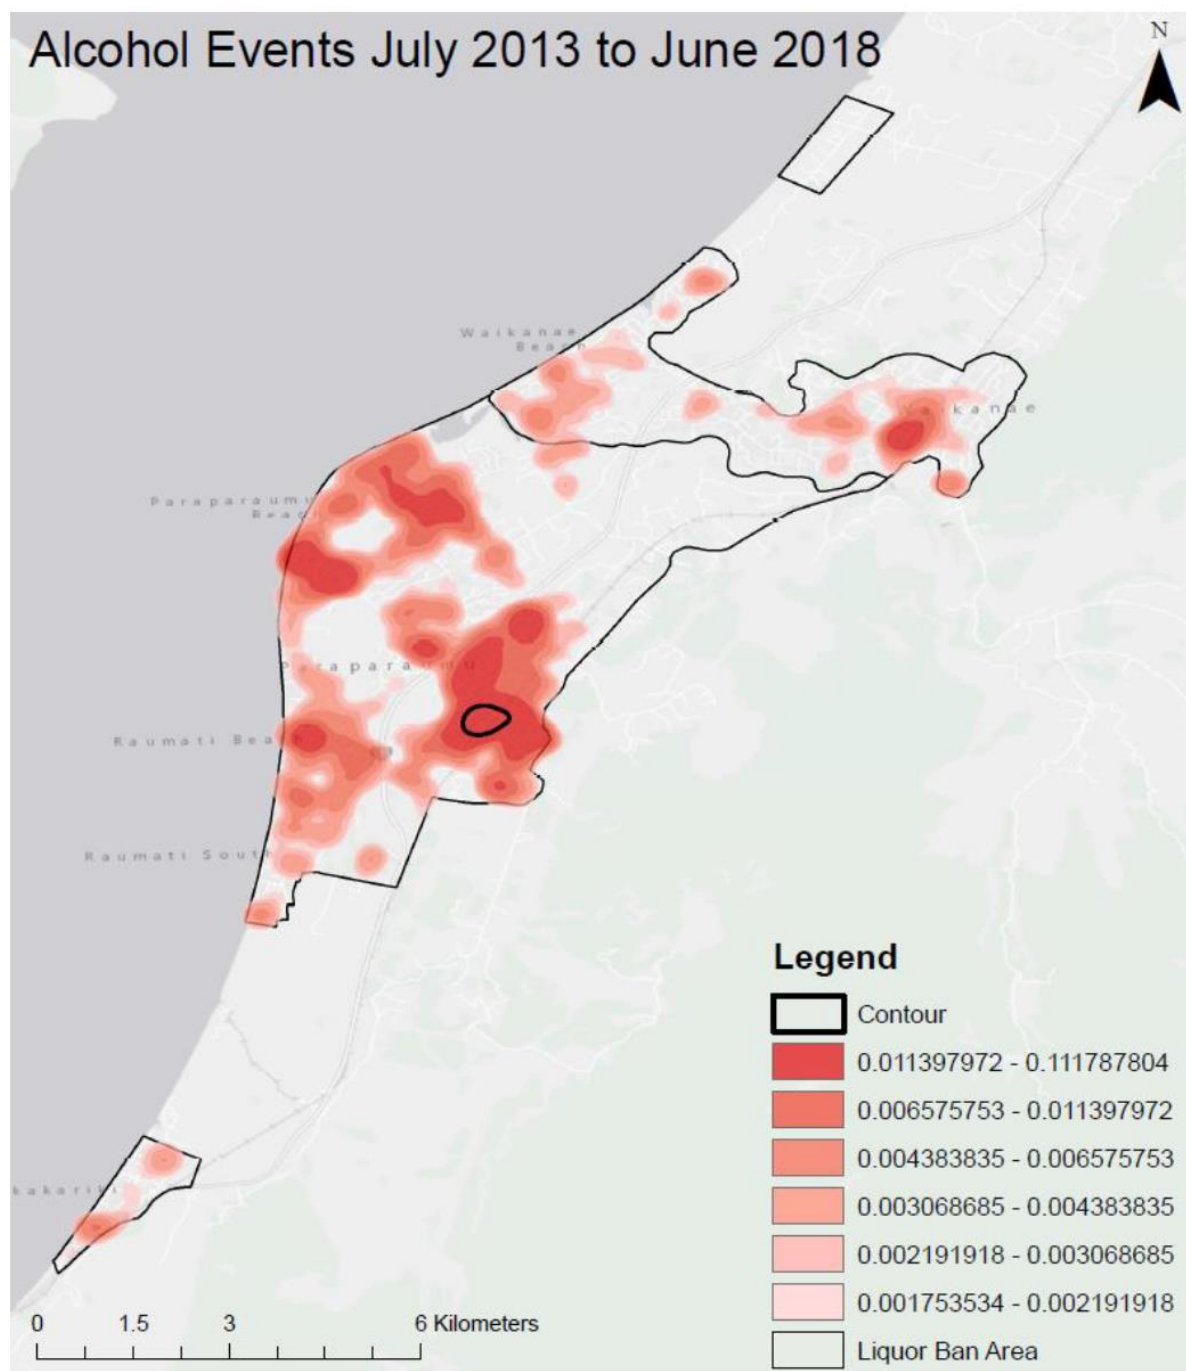 Alcohol Events July 2013 to June 2018
N
Waikanae
Beach
Waikanae
Paraparaumu
Beach
Paraparaumu
Raumati Beach
Raumati South
kakariki
Legend
Contour
0.011397972 - 0.111787804
0.006575753 - 0.011397972
0.004383835 - 0.006575753
0.003068685 - 0.004383835
0.002191918 - 0.003068685
0.001753534 - 0.002191918
Liquor Ban Area
0 1.5 3 6 Kilometers